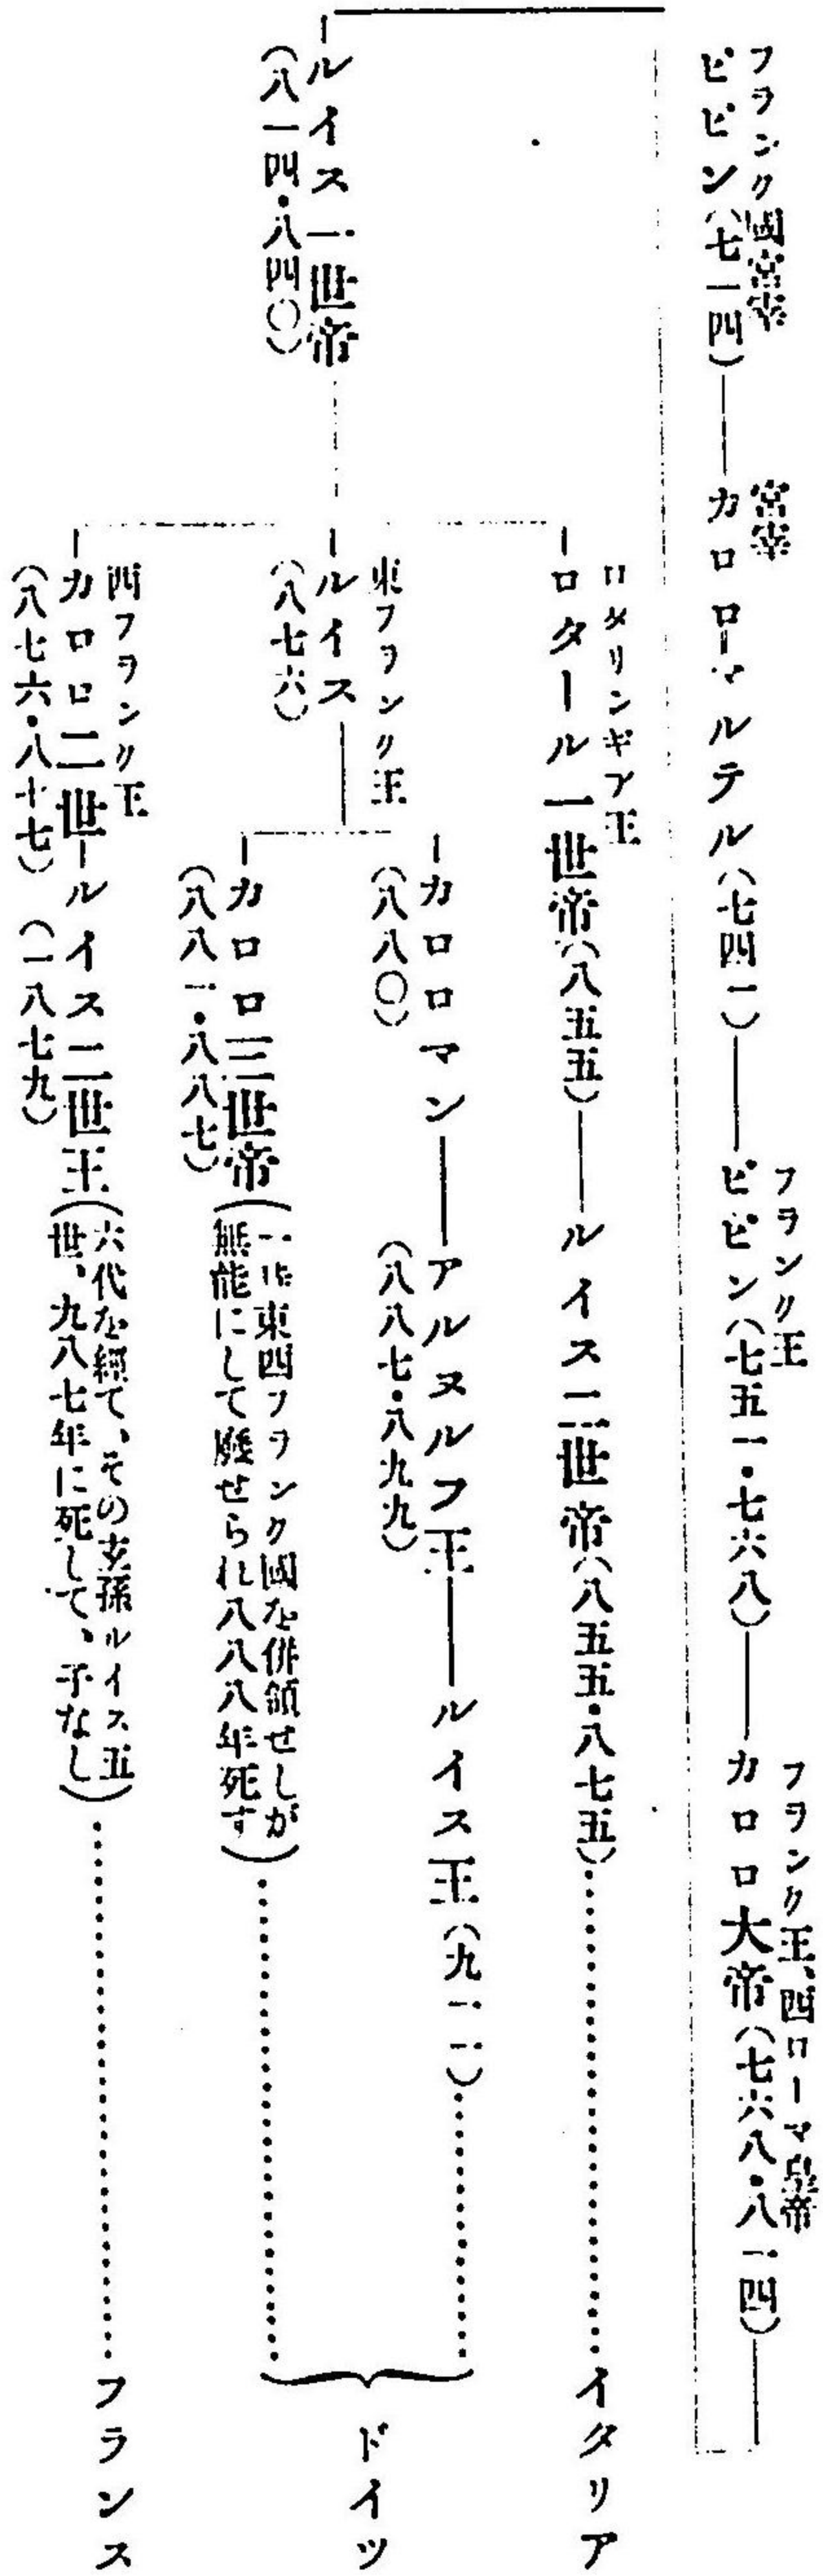 フランク國宮宰
ピピン(七一四)
宮宰
カロローマルテル(七四一)
フランク王
ピピン(七五一・七六八)
フランク王、西ローマ皇帝
カロロ大帝(七六八・八一四)
ルイス一世帝
(八一四・八四〇)
ロタリンギア王
ロタール一世帝(八五五)
ルイス二世帝(八五五・八七五)
イタリア
東フランク王
ルイス
(八七六)
カロロマン
(八八〇)
アルヌルフ王
(八八七・八九九)
ルイス王(九一一)
カロロ三世帝
(八八一・八八七)
(一時東西フランク國を併領せしが
無能にして廢せられ八八八年死す)
ドイツ
西フランク王
カロロ二世
(八七六・八七七)
ルイス二世王
(一八七九)
(六代を經て、その玄孫ルイス五
世、九八七年に死して、子なし)
フランス